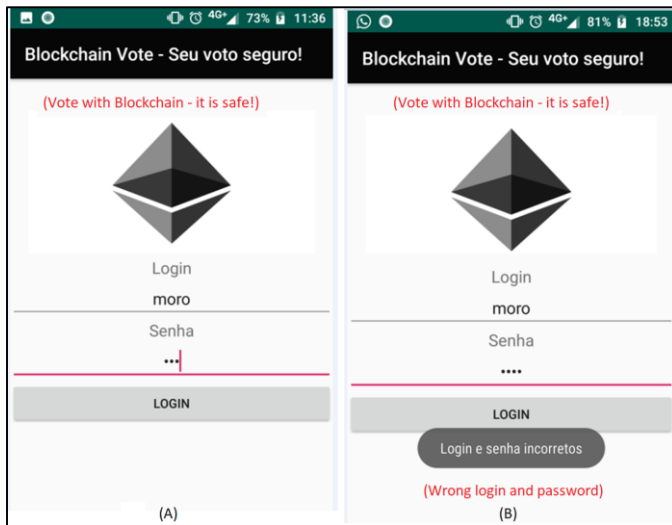 4G+ 73% 11:36
Blockchain Vote - Seu voto seguro!
(Vote with Blockchain - it is safe!)
Login
moro
Senha
•••
LOGIN
(A)
4G+ 81% 18:53
Blockchain Vote - Seu voto seguro!
(Vote with Blockchain - it is safe!)
Login
moro
Senha
••••
LOGIN
Login e senha incorretos
(Wrong login and password)
(B)